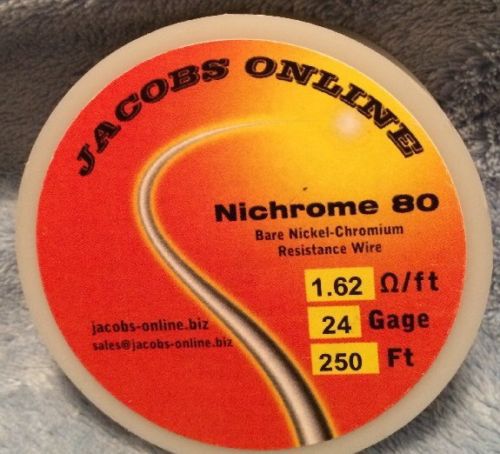 JACOBS ONLINE
Nichrome 80
Bare Nickel-Chromium
Resistance Wire
1.62 Ω/ft
24 Gage
250 Ft
jacobs-online.biz
sales@jacobs-online.biz